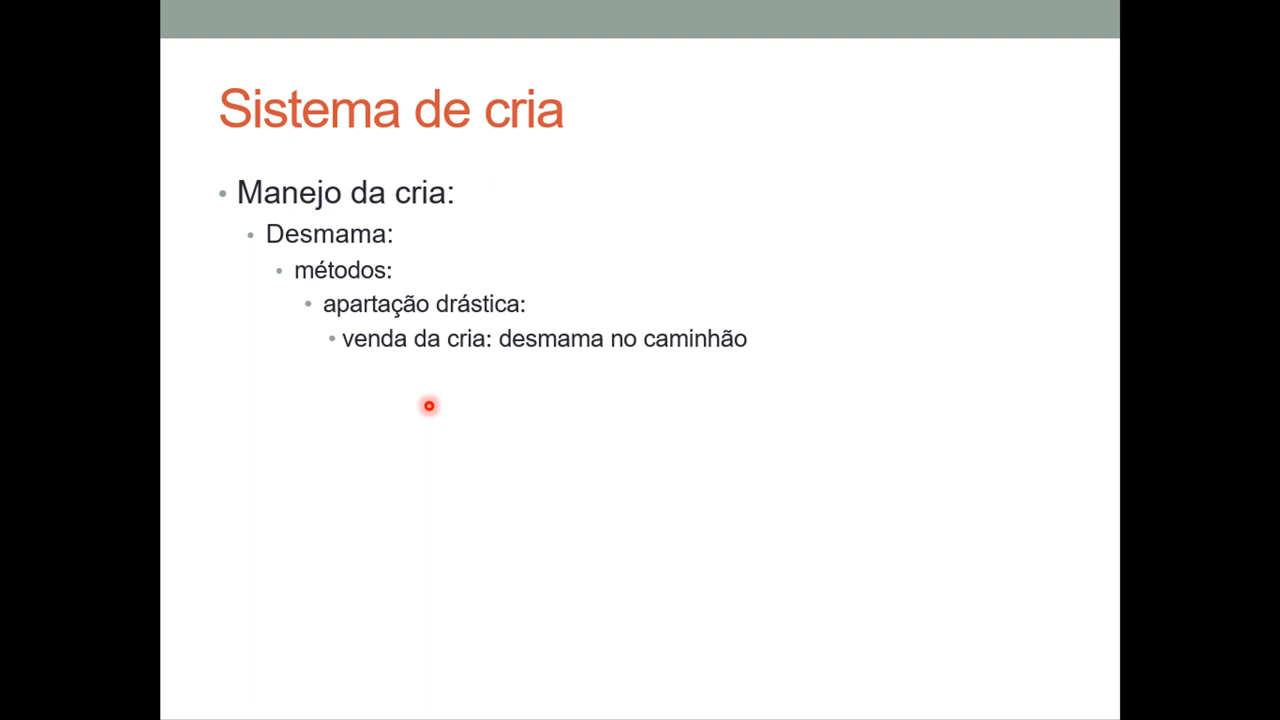 Sistema de cria
• Manejo da cria:
• Desmama:
• métodos:
• apartação drástica:
• venda da cria: desmama no caminhão